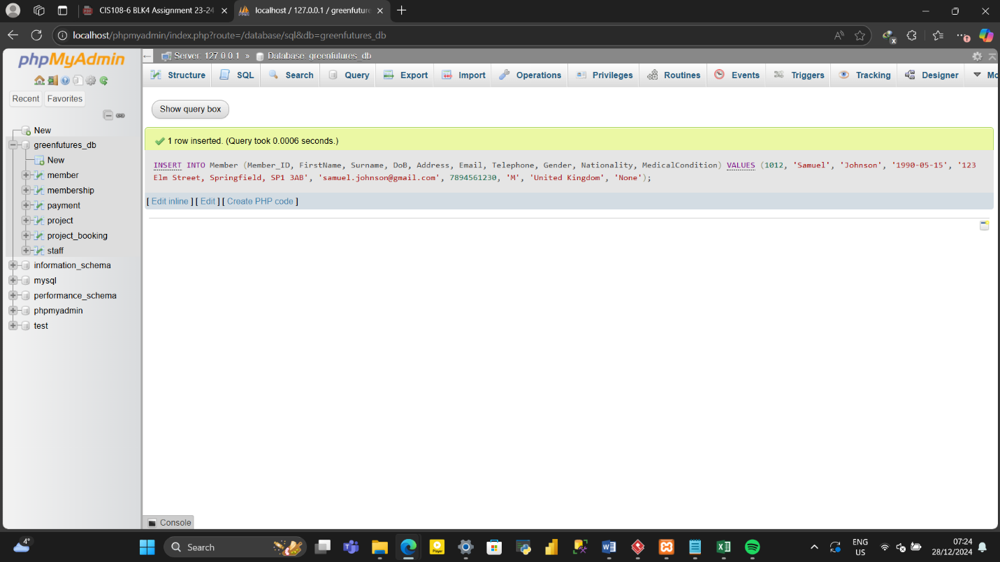 CIS108-6 BLK4 Assignment 23-24
localhost / 127.0.0.1 / greenfuture
localhost/phpmyadmin/index.php?route=/database/sql&db=greenfutures_db
phpMyAdmin
Recent
Favorites
New
greenfutures_db
New
member
membership
payment
project
project_booking
staff
information_schema
mysql
performance_schema
phpmyadmin
test
Server: 127.0.0.1 » Database: greenfutures_db
Structure SQL Search Query Export Import Operations Privileges Routines Events Triggers Tracking Designer Mo
Show query box
1 row inserted. (Query took 0.0006 seconds.)
INSERT INTO Member (Member_ID, FirstName, Surname, DoB, Address, Email, Telephone, Gender, Nationality, MedicalCondition) VALUES (1012, 'Samuel', 'Johnson', '1990-05-15', '123
Elm Street, Springfield, SP1 3AB', 'samuel.johnson@gmail.com', 7894561230, 'M', 'United Kingdom', 'None');
[ Edit inline ] [ Edit ] [ Create PHP code ]
Console
4°
Search
Player
ENG
US
07:24
28/12/2024